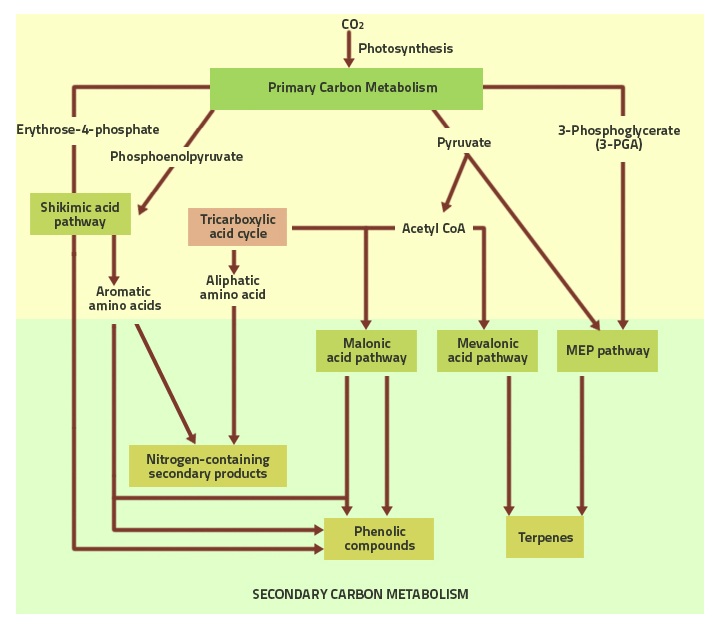 CO₂
Photosynthesis
Primary Carbon Metabolism
Erythrose-4-phosphate
Phosphoenolpyruvate
Pyruvate
3-Phosphoglycerate
(3-PGA)
Shikimic acid
pathway
Tricarboxylic
acid cycle
Acetyl CoA
Aromatic
amino acids
Aliphatic
amino acid
Malonic
acid pathway
Mevalonic
acid pathway
MEP pathway
Nitrogen-containing
secondary products
Phenolic
compounds
Terpenes
SECONDARY CARBON METABOLISM